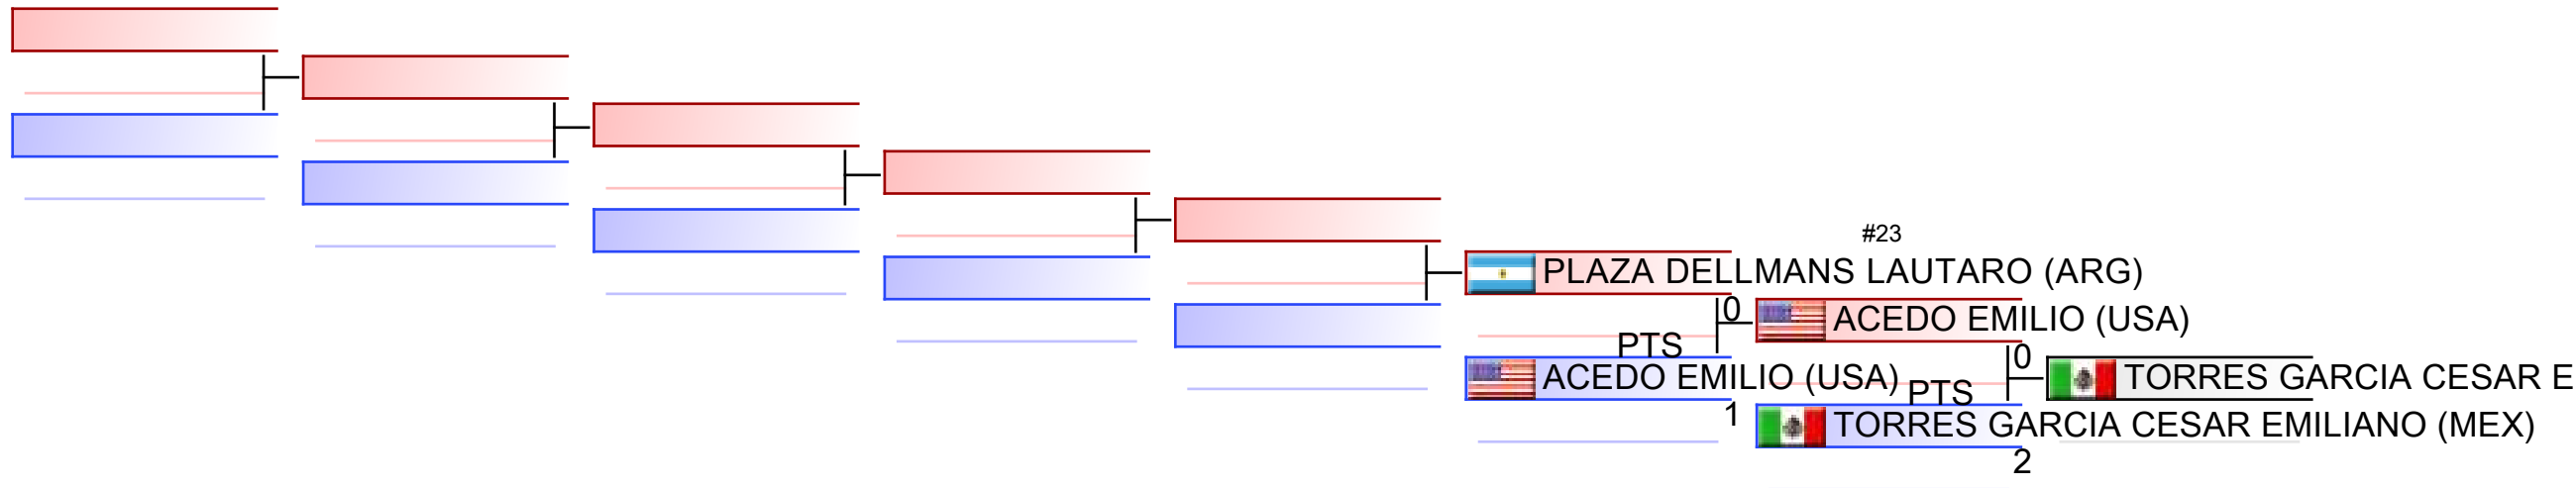 #23
PLAZA DELLMANS LAUTARO (ARG)
0
ACEDO EMILIO (USA)
PTS
0
ACEDO EMILIO (USA)
PTS
TORRES GARCIA CESAR E
1
TORRES GARCIA CESAR EMILIANO (MEX)
2